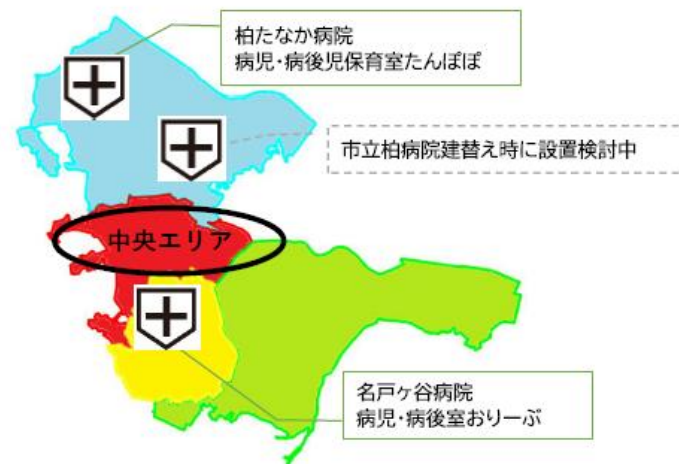 柏たなか病院
病児・病後児保育室たんぽぽ
市立柏病院建替え時に設置検討中
中央エリア
名戸ヶ谷病院
病児・病後室おりーぶ